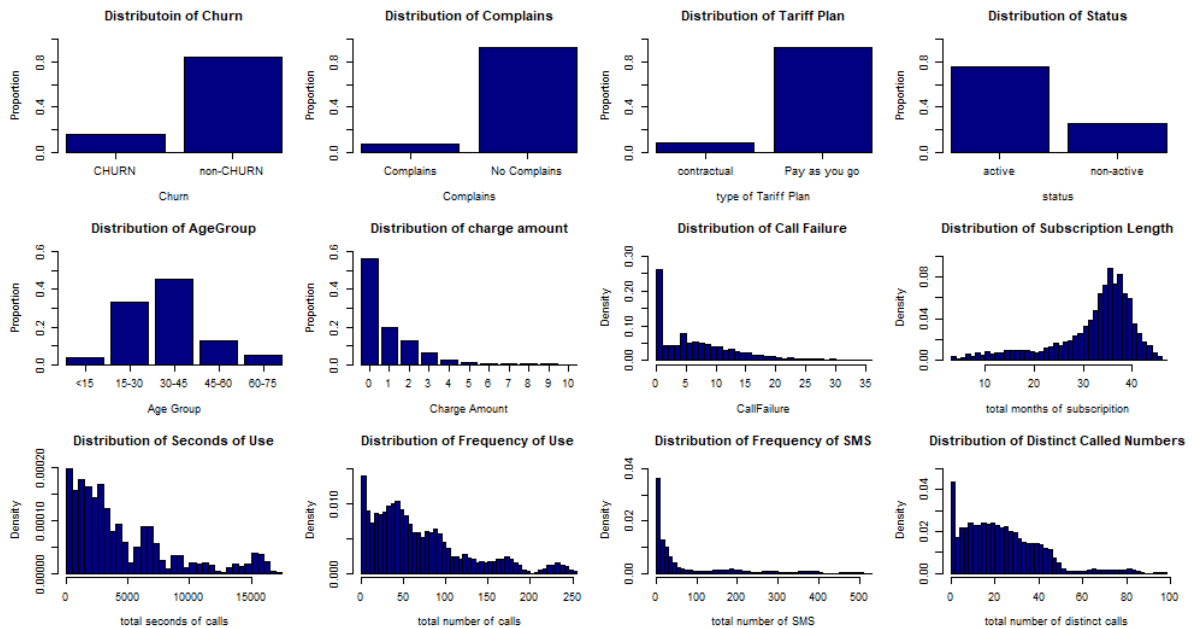 Distributoin of Churn
Proportion
0.0 0.4 0.8
CHURN non-CHURN
Churn
Distribution of Complains
Proportion
0.0 0.4 0.8
Complains No Complains
Complains
Distribution of Tariff Plan
Proportion
0.0 0.4 0.8
contractual Pay as you go
type of Tariff Plan
Distribution of Status
Proportion
0.0 0.4 0.8
active non-active
status
Distribution of AgeGroup
Proportion
0.0 0.2 0.4 0.6
<15 15-30 30-45 45-60 60-75
Age Group
Distribution of charge amount
Proportion
0.0 0.2 0.4 0.6
0 1 2 3 4 5 6 7 8 9 10
Charge Amount
Distribution of Call Failure
Density
0.00 0.10 0.20 0.30
0 5 10 15 20 25 30 35
CallFailure
Distribution of Subscription Length
Density
0.00 0.04 0.08
10 20 30 40
total months of subscribition
Distribution of Seconds of Use
Density
0.00000 0.00010 0.00020
0 5000 10000 15000
total seconds of calls
Distribution of Frequency of Use
Density
0.000 0.010
0 50 100 150 200 250
total number of calls
Distribution of Frequency of SMS
Density
0.00 0.02 0.04
0 100 200 300 400 500
total number of SMS
Distribution of Distinct Called Numbers
Density
0.00 0.02 0.04
0 20 40 60 80 100
total number of distinct calls